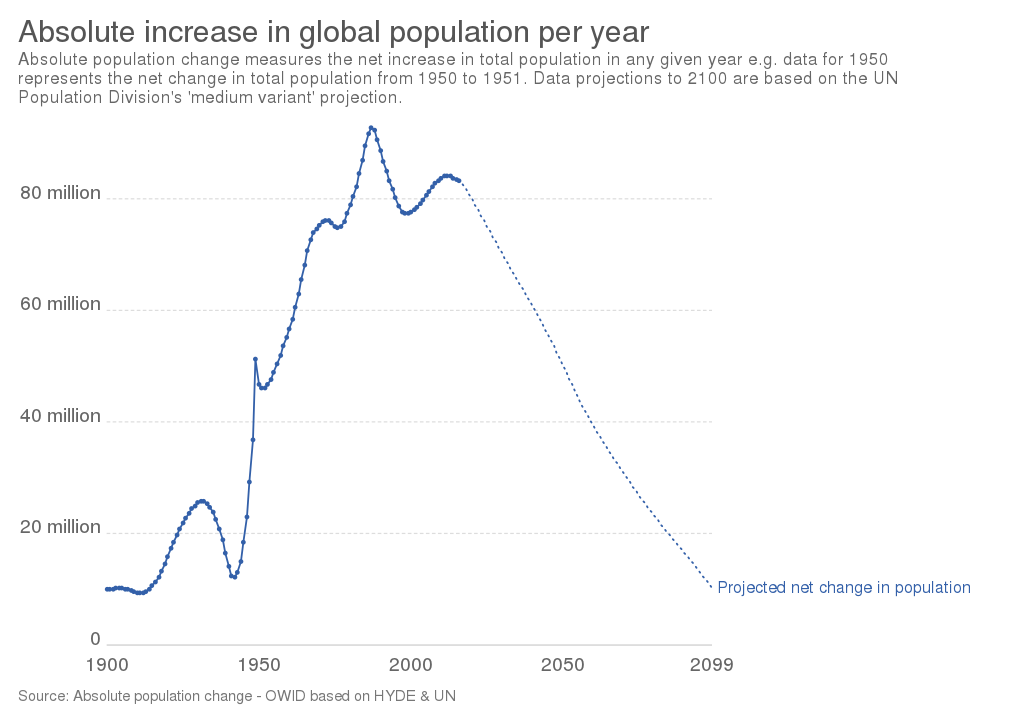 Absolute increase in global population per year
Absolute population change measures the net increase in total population in any given year e.g. data for 1950
represents the net change in total population from 1950 to 1951. Data projections to 2100 are based on the UN
Population Division's 'medium variant' projection.
80 million
60 million
40 million
20 million
0
Projected net change in population
1900 1950 2000 2050 2099
Source: Absolute population change - OWID based on HYDE & UN